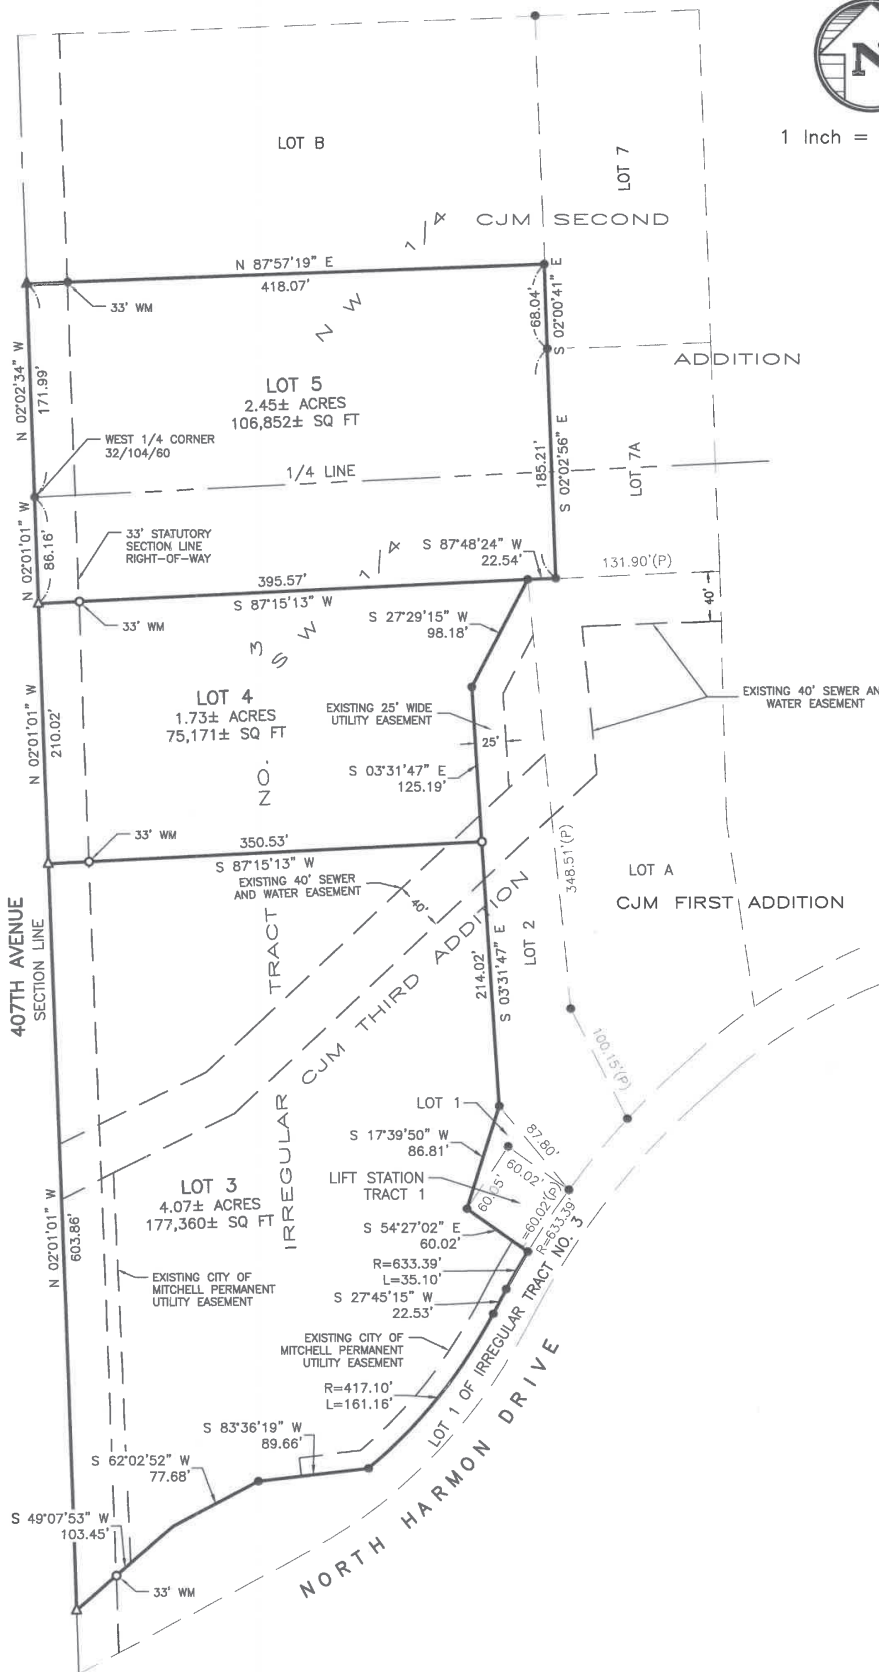 N
1 Inch =
LOT B
LOT 7
1/4
CJM SECOND
N 87°57'19" E
418.07'
33' WM
N W
68.04'
S 02°00'41" E
ADDITION
N 02°02'34" W
171.99'
LOT 5
2.45± ACRES
106,852± SQ FT
WEST 1/4 CORNER
32/104/60
1/4 LINE
185.21'
S 02°02'56" E
LOT 7A
N 02°01'01" W
86.16'
33' STATUTORY
SECTION LINE
RIGHT-OF-WAY
1/4
S 87°48'24" W
22.54'
131.90'(P)
40'
395.57'
S 87°15'13" W
33' WM
3
S W
S 27°29'15" W
98.18'
N 02°01'01" W
210.02'
LOT 4
1.73± ACRES
75,171± SQ FT
EXISTING 25' WIDE
UTILITY EASEMENT
25'
EXISTING 40' SEWER AN
WATER EASEMENT
S 03°31'47" E
125.19'
NO.
33' WM
350.53'
S 87°15'13" W
EXISTING 40' SEWER
AND WATER EASEMENT
40'
348.51'(P)
LOT A
CJM FIRST ADDITION
407TH AVENUE
SECTION LINE
TRACT
CJM THIRD ADDITION
214.02'
S 03°31'47" E
LOT 2
100.15'(P)
IRREGULAR
LOT 1
87.80'
S 17°39'50" W
86.81'
LIFT STATION
TRACT 1
60.02'
60.05'
=60.02'(P)
R=633.39'
N 02°01'01" W
603.86'
LOT 3
4.07± ACRES
177,360± SQ FT
S 54°27'02" E
60.02'
R=633.39'
L=35.10'
S 27°45'15" W
22.53'
EXISTING CITY OF
MITCHELL PERMANENT
UTILITY EASEMENT
EXISTING CITY OF
MITCHELL PERMANENT
UTILITY EASEMENT
R=417.10'
L=161.16'
LOT 1 OF IRREGULAR TRACT NO. 3
S 83°36'19" W
89.66'
S 62°02'52" W
77.68'
S 49°07'53" W
103.45'
33' WM
NORTH HARMON DRIVE